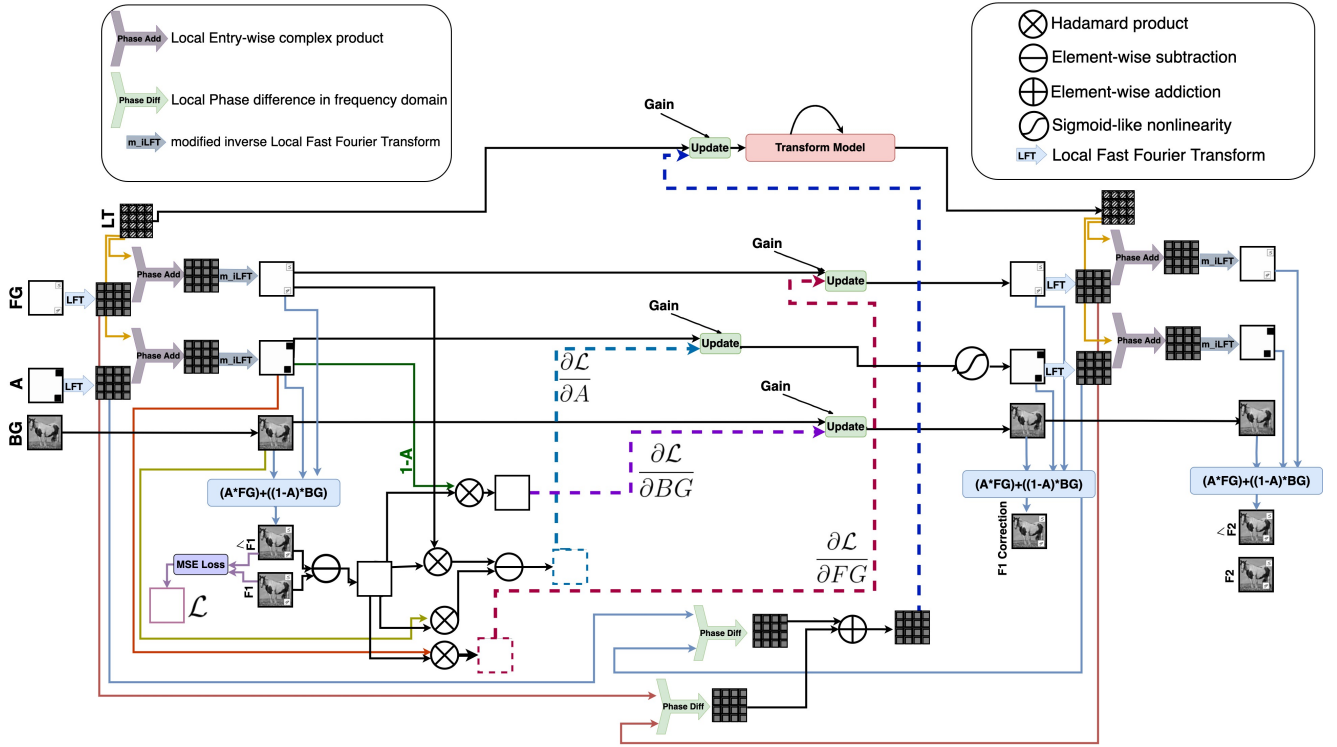 Phase Add
Local Entry-wise complex product
Phase Diff
Local Phase difference in frequency domain
m_iLFT
modified inverse Local Fast Fourier Transform
Hadamard product
Element-wise subtraction
Element-wise addiction
Sigmoid-like nonlinearity
LFT
Local Fast Fourier Transform
Gain
Update
Transform Model
LT
Phase Add
m_iLFT
FG
LFT
Gain
Update
LFT
Phase Add
m_iLFT
Phase Add
m_iLFT
A
LFT
Gain
Update
LFT
Phase Add
m_iLFT
∂ℒ
∂A
BG
Gain
Update
1-A
∂ℒ
∂BG
(A*FG)+((1-A)*BG)
(A*FG)+((1-A)*BG)
(A*FG)+((1-A)*BG)
^
F1
MSE Loss
F1
ℒ
∂ℒ
∂FG
F1 Correction
^
F2
F2
Phase Diff
Phase Diff